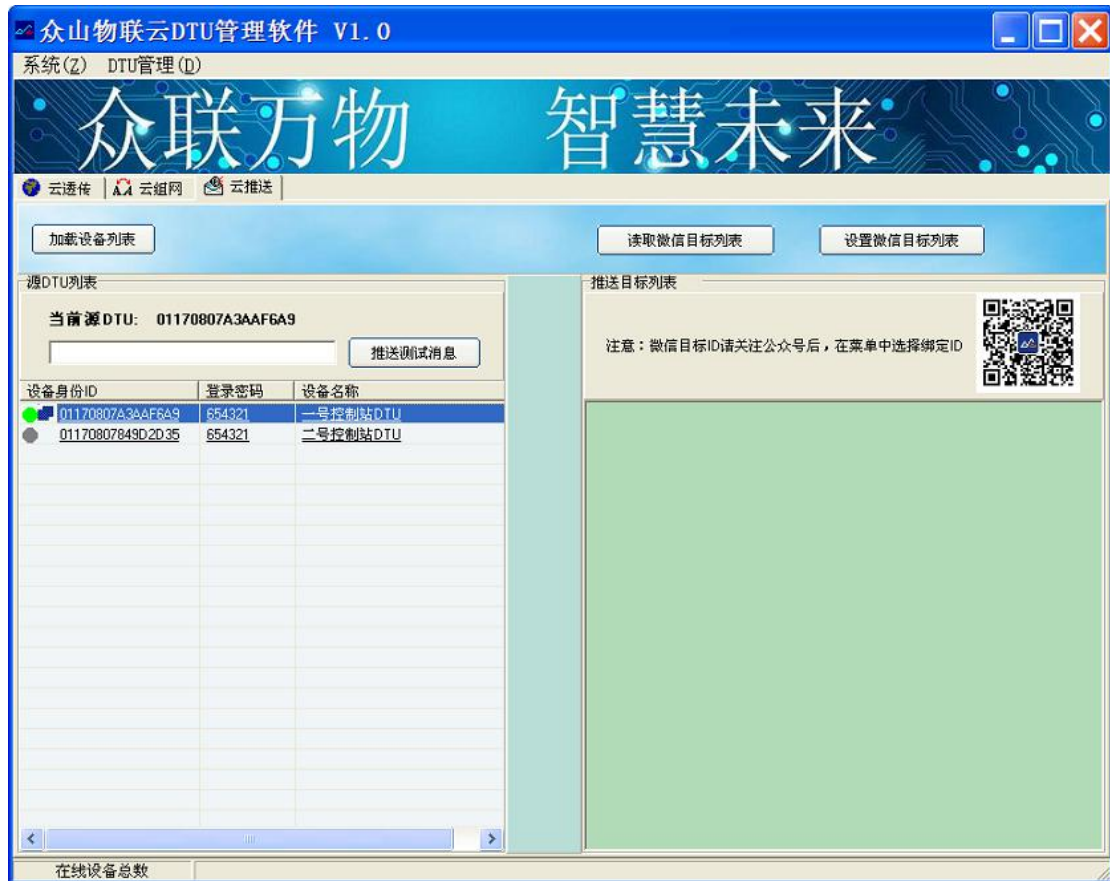 众山物联云DTU管理软件 V1.0
系统(Z) DTU管理(D)
众联万物 智慧未来
云透传 云组网 云推送
加载设备列表 读取微信目标列表 设置微信目标列表
源DTU列表 推送目标列表
当前源DTU: 01170807A3AAF6A9
推送测试消息 注意：微信目标ID请关注公众号后，在菜单中选择绑定ID
设备身份ID 登录密码 设备名称
01170807A3AAF6A9 654321 一号控制站DTU
01170807849D2D35 654321 二号控制站DTU
在线设备总数